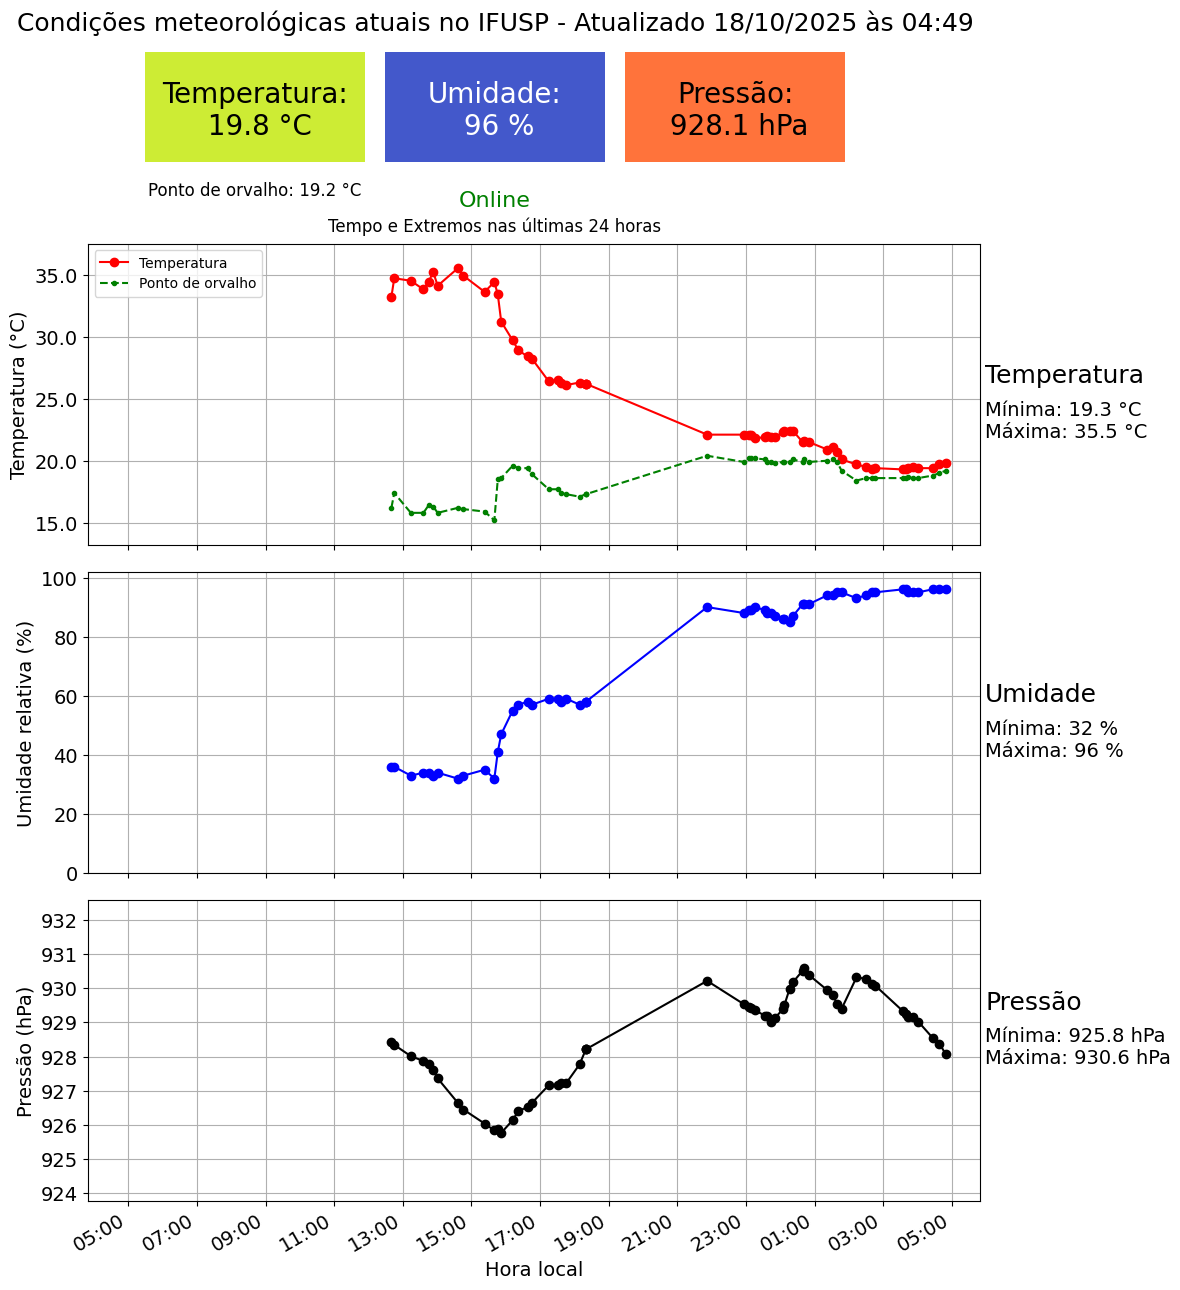 Condições meteorológicas atuais no IFUSP - Atualizado 18/10/2025 às 04:49
Temperatura:
19.8 °C
Umidade:
96 %
Pressão:
928.1 hPa
Ponto de orvalho: 19.2 °C
Online
Tempo e Extremos nas últimas 24 horas
Temperatura
Ponto de orvalho
Temperatura (°C)
35.0
30.0
25.0
20.0
15.0
Temperatura
Mínima: 19.3 °C
Máxima: 35.5 °C
Umidade relativa (%)
100
80
60
40
20
0
Umidade
Mínima: 32 %
Máxima: 96 %
Pressão (hPa)
932
931
930
929
928
927
926
925
924
Pressão
Mínima: 925.8 hPa
Máxima: 930.6 hPa
05:00 07:00 09:00 11:00 13:00 15:00 17:00 19:00 21:00 23:00 01:00 03:00 05:00
Hora local